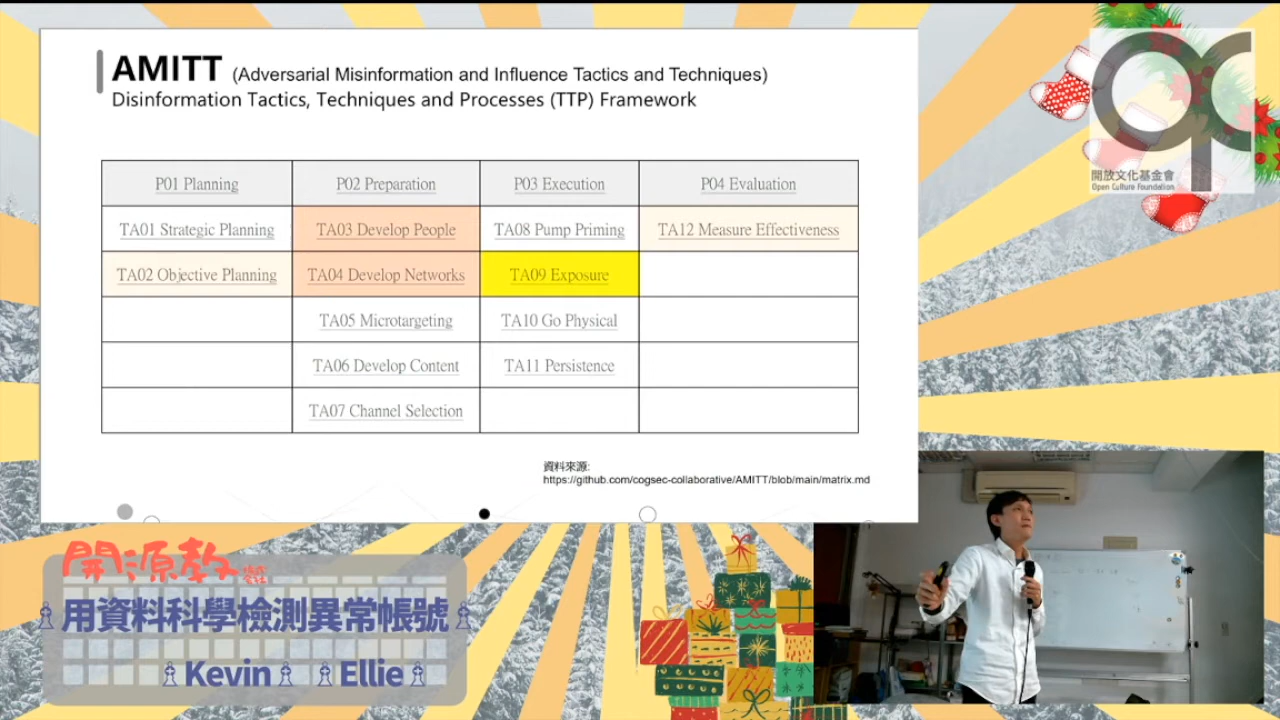 AMITT (Adversarial Misinformation and Influence Tactics and Techniques)
Disinformation Tactics, Techniques and Processes (TTP) Framework
P01 Planning P02 Preparation P03 Execution P04 Evaluation
TA01 Strategic Planning TA03 Develop People TA08 Pump Priming TA12 Measure Effectiveness
TA02 Objective Planning TA04 Develop Networks TA09 Exposure
TA05 Microtargeting TA10 Go Physical
TA06 Develop Content TA11 Persistence
TA07 Channel Selection
資料來源:
https://github.com/cogsec-collaborative/AMITT/blob/main/matrix.md
開放文化基金會
Open Culture Foundation
開源教
用資料科學檢測異常帳號
Kevin Ellie